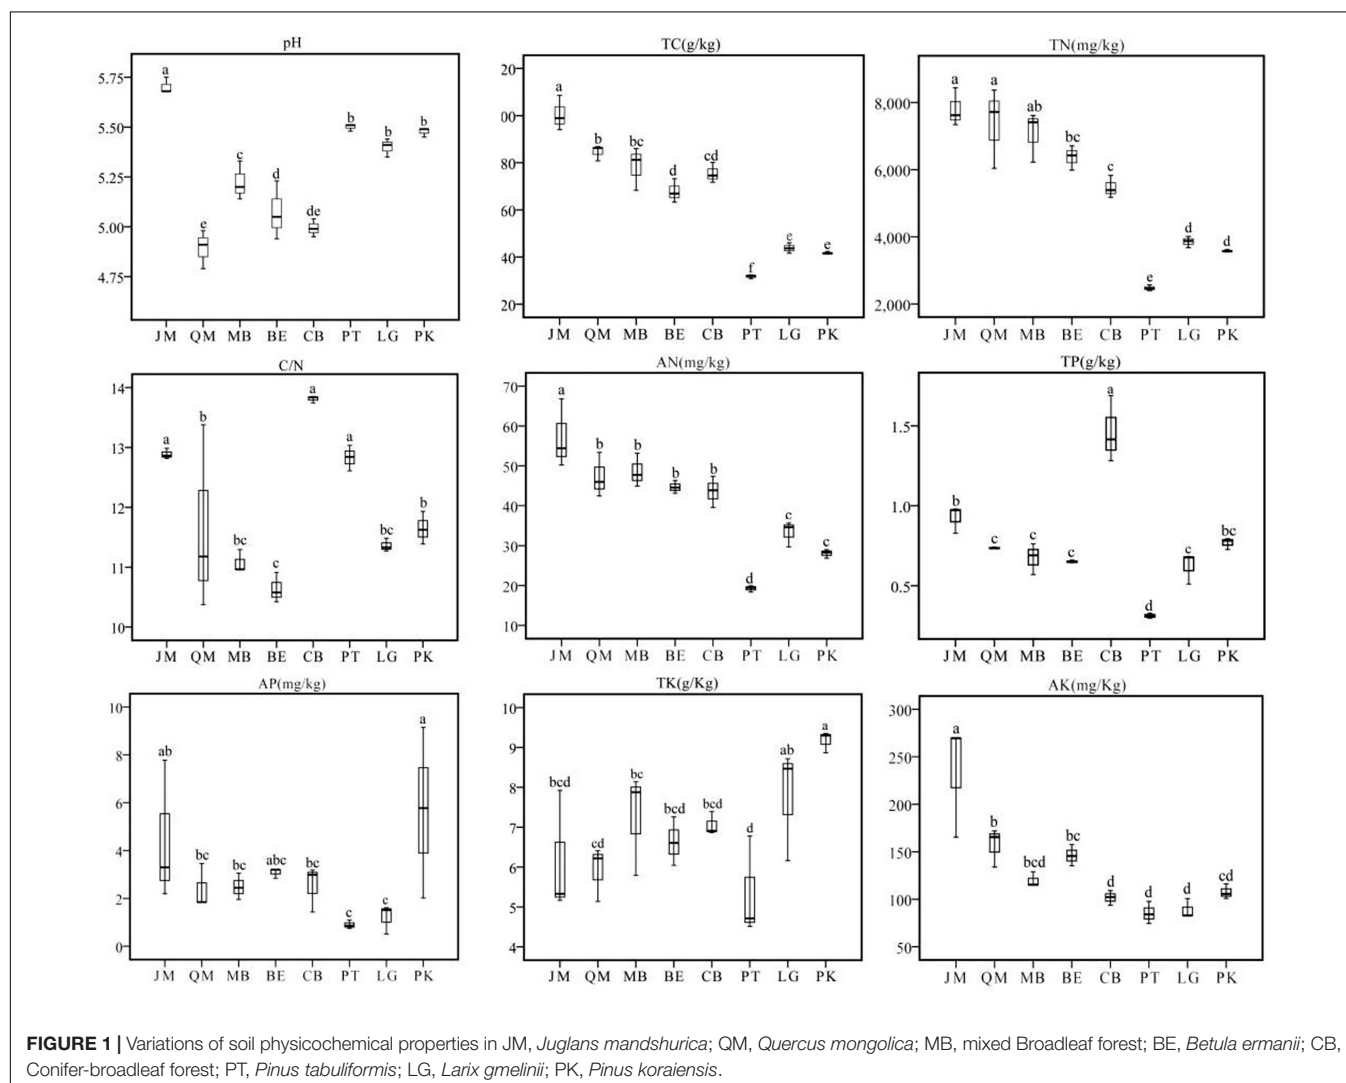 pH
5.75
5.50
5.25
5.00
4.75
a
e
c
d
de
b
b
b
JM QM MB BE CB PT LG PK
TC(g/kg)
20
00
80
60
40
20
a
b
bc
d
cd
f
e
e
JM QM MB BE CB PT LG PK
TN(mg/kg)
8,000
6,000
4,000
2,000
a
a
ab
bc
c
e
d
d
JM QM MB BE CB PT LG PK
C/N
14
13
12
11
10
a
b
bc
c
a
a
bc
b
JM QM MB BE CB PT LG PK
AN(mg/kg)
70
60
50
40
30
20
10
a
b
b
b
b
d
c
c
JM QM MB BE CB PT LG PK
TP(g/kg)
1.5
1.0
0.5
b
c
c
c
a
d
c
bc
JM QM MB BE CB PT LG PK
AP(mg/kg)
10
8
6
4
2
0
ab
bc
bc
abc
bc
c
c
a
JM QM MB BE CB PT LG PK
TK(g/Kg)
10
9
8
7
6
5
4
bcd
cd
bc
bcd
bcd
d
ab
a
JM QM MB BE CB PT LG PK
AK(mg/Kg)
300
250
200
150
100
50
a
b
bcd
bc
d
d
d
cd
JM QM MB BE CB PT LG PK
FIGURE 1 | Variations of soil physicochemical properties in JM, Juglans mandshurica; QM, Quercus mongolica; MB, mixed Broadleaf forest; BE, Betula ermanii; CB,
Conifer-broadleaf forest; PT, Pinus tabuliformis; LG, Larix gmelinii; PK, Pinus koraiensis.